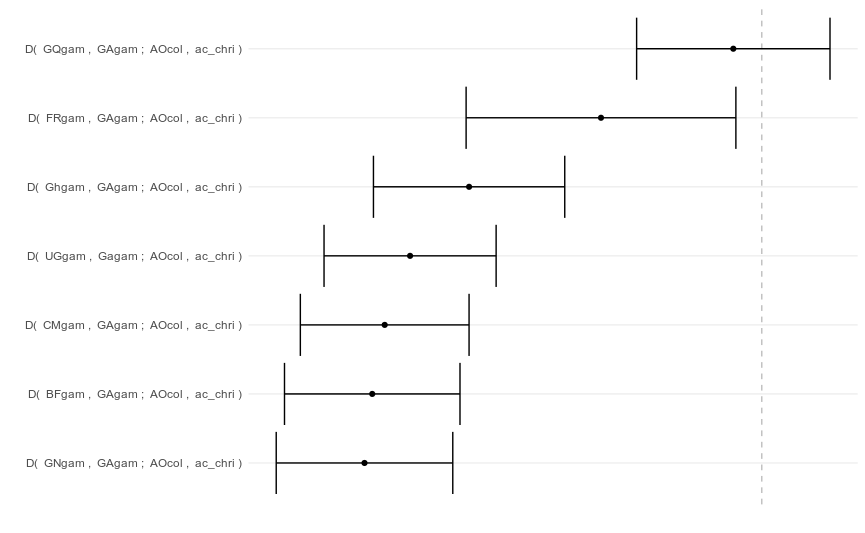 D( GQgam , GAgam ; AOcol , ac_chri )
D( FRgam , GAgam ; AOcol , ac_chri )
D( Ghgam , GAgam ; AOcol , ac_chri )
D( UGgam , Gagam ; AOcol , ac_chri )
D( CMgam , GAgam ; AOcol , ac_chri )
D( BFgam , GAgam ; AOcol , ac_chri )
D( GNgam , GAgam ; AOcol , ac_chri )